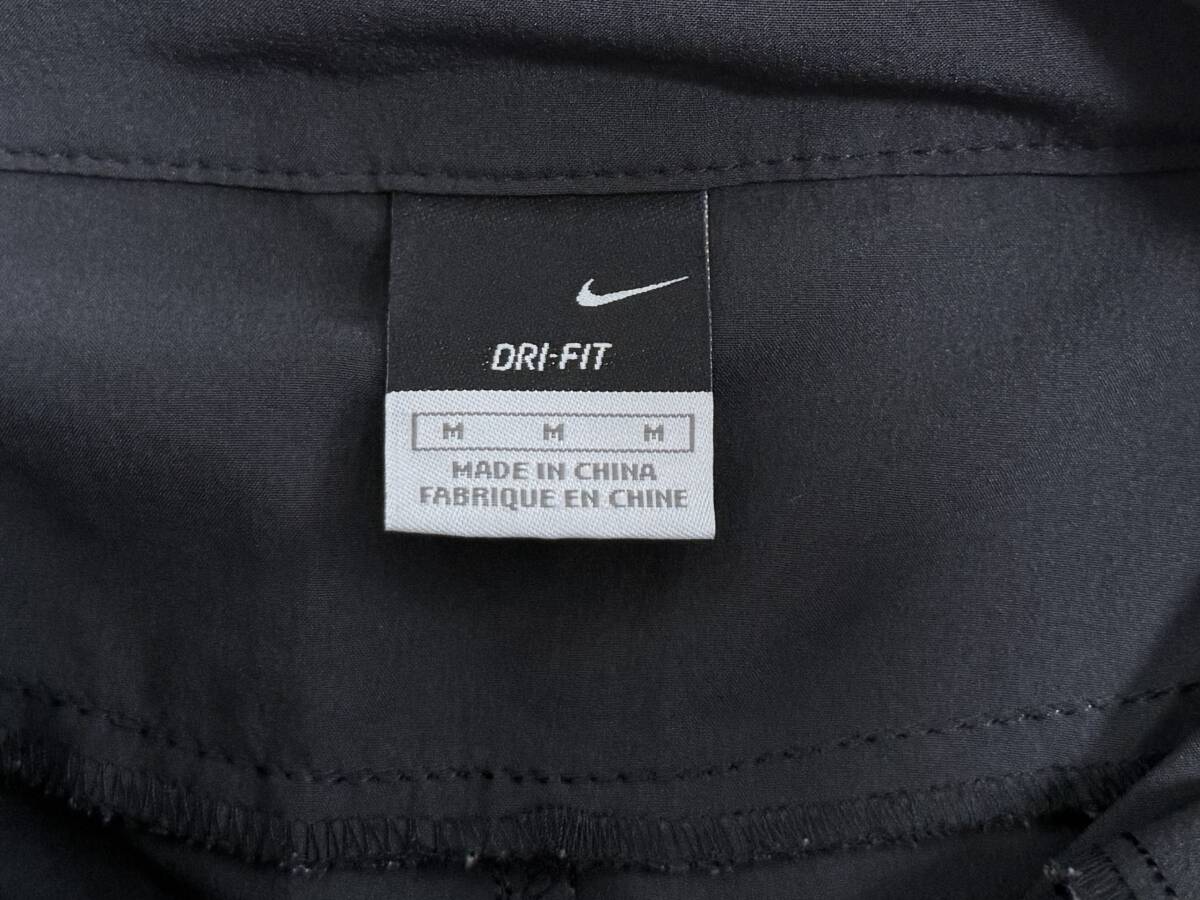 DRI-FIT
M M M
MADE IN CHINA
FABRIQUE EN CHINE